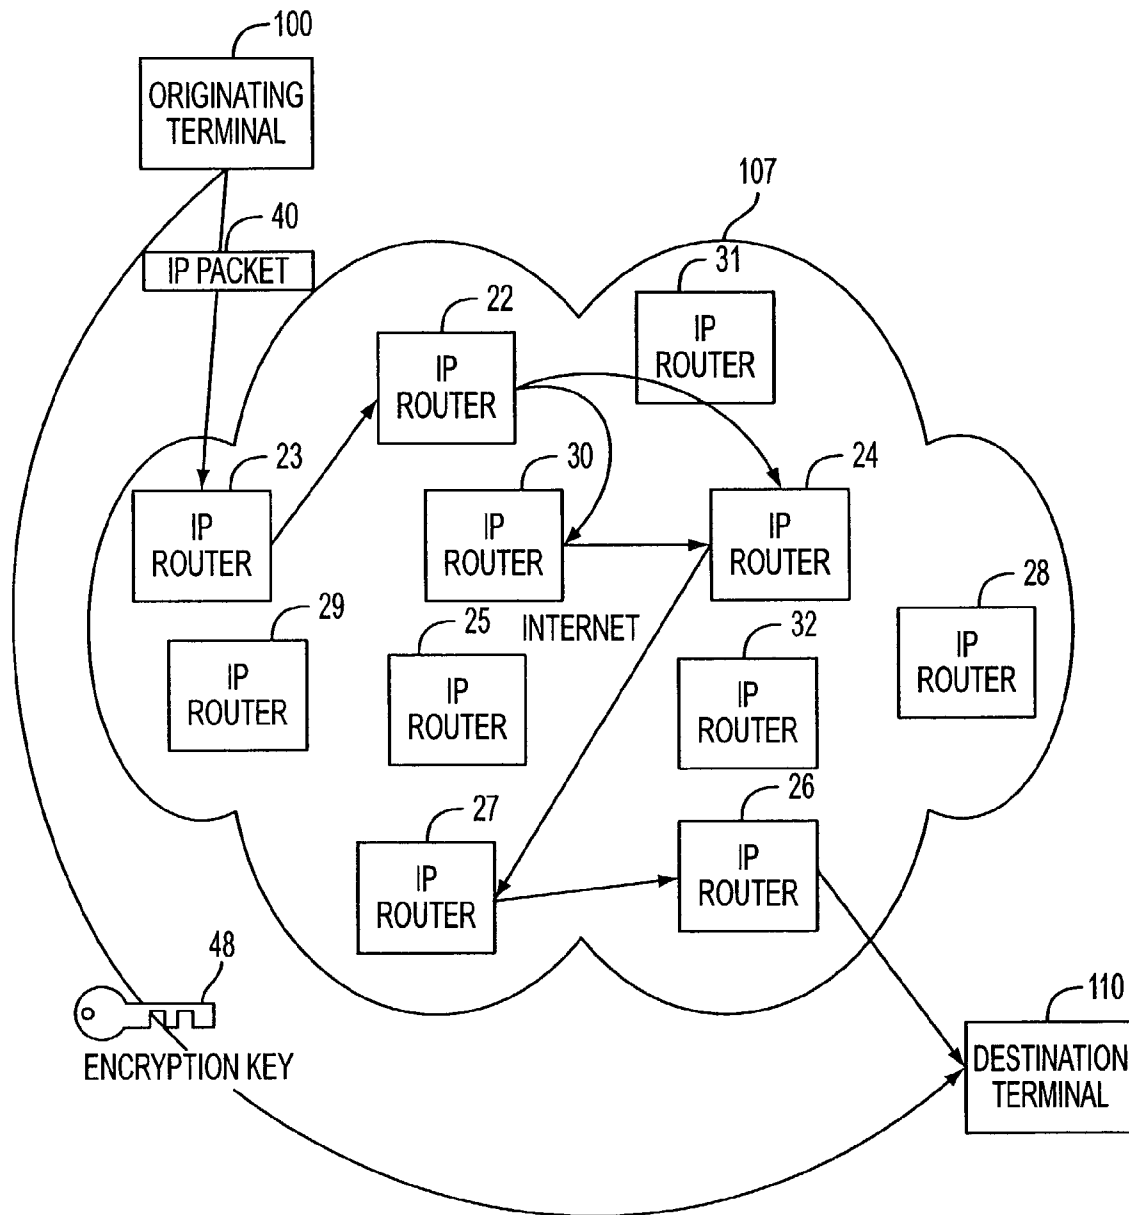 100
ORIGINATING
TERMINAL
107
40
IP PACKET
31
IP
ROUTER
22
IP
ROUTER
23
IP
ROUTER
30
IP
ROUTER
24
IP
ROUTER
29
IP
ROUTER
25
IP
ROUTER
INTERNET
32
IP
ROUTER
28
IP
ROUTER
27
IP
ROUTER
26
IP
ROUTER
48
ENCRYPTION KEY
110
DESTINATION
TERMINAL